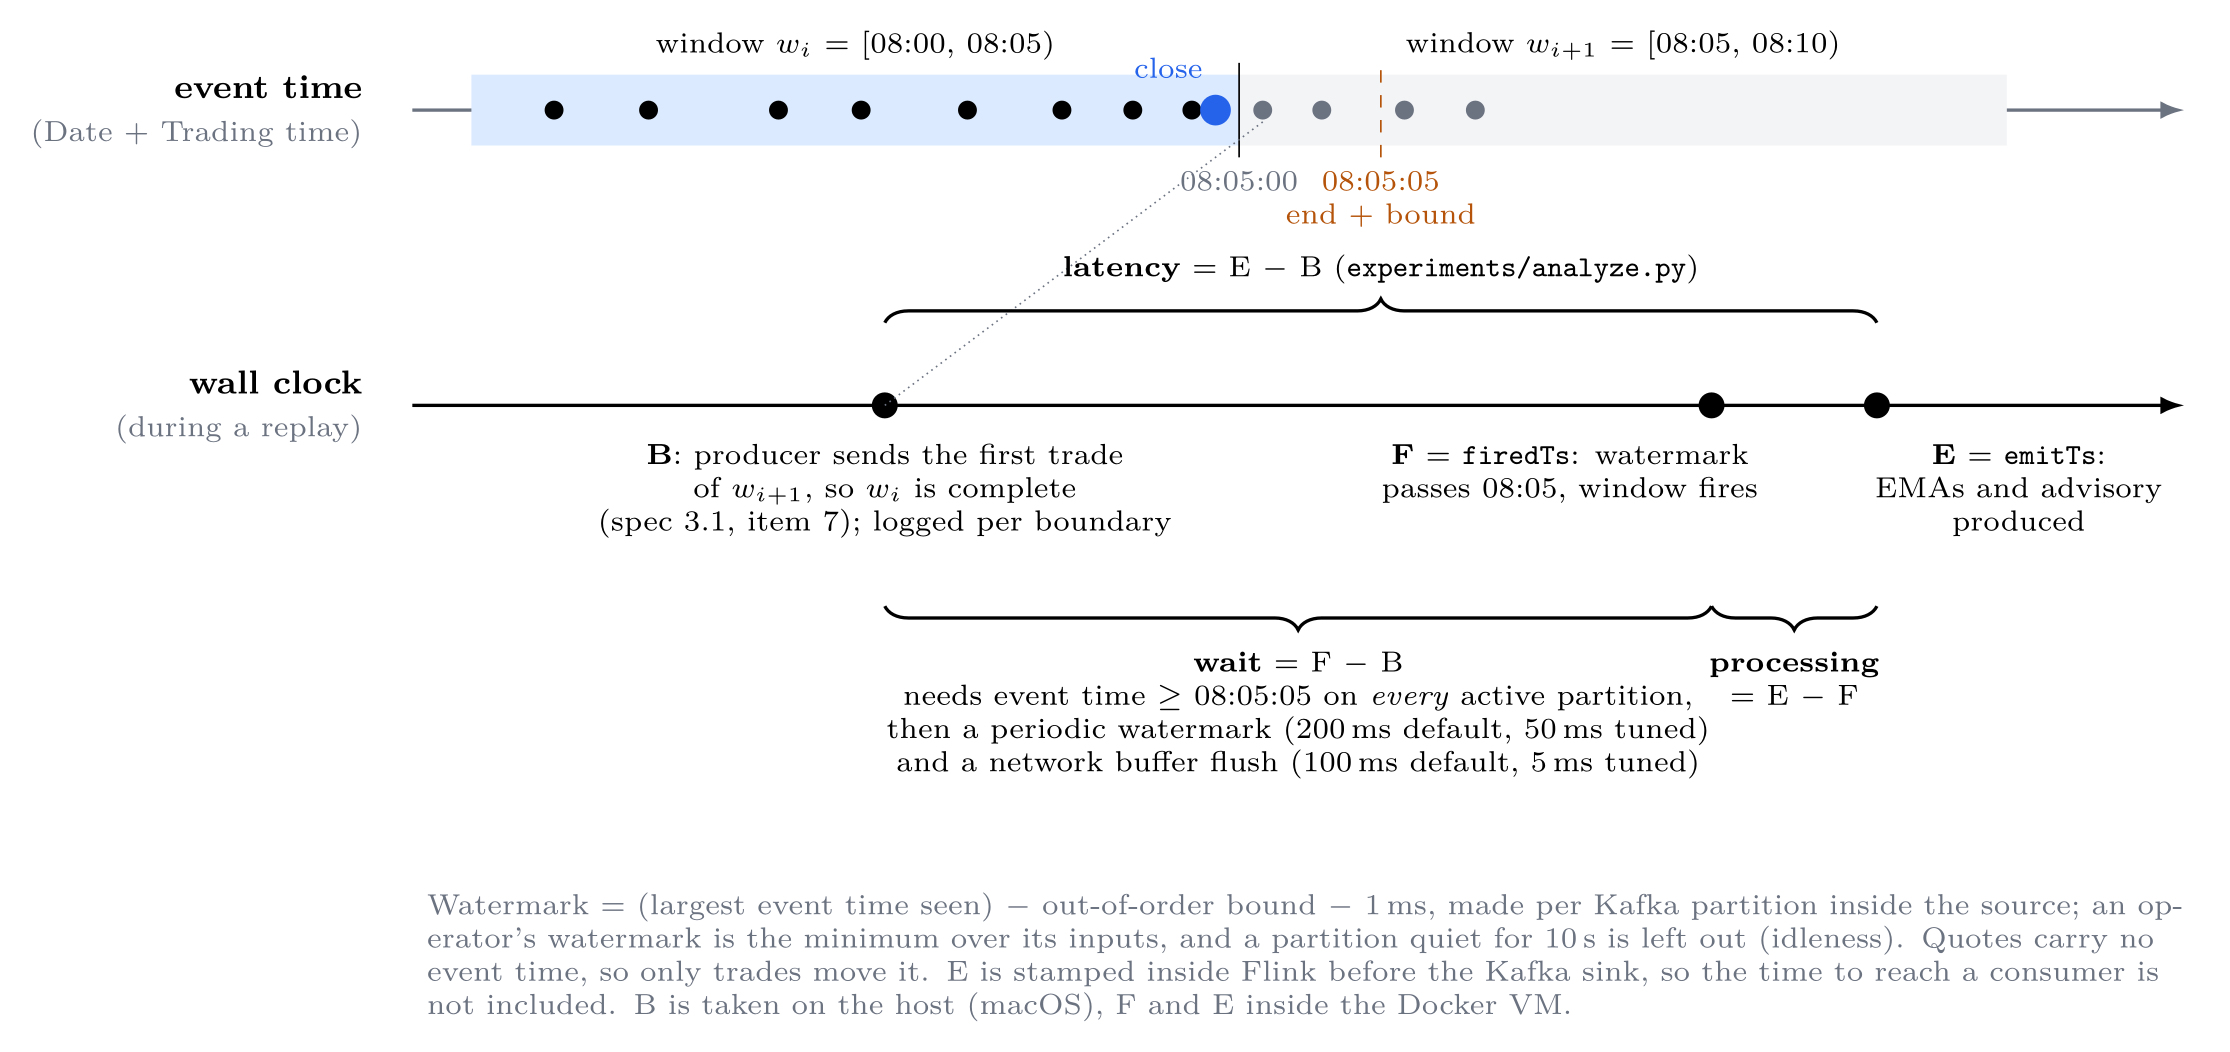 window w_i = [08:00, 08:05)
window w_{i+1} = [08:05, 08:10)
close
event time
(Date + Trading time)
08:05:00
08:05:05
end + bound
latency = E − B (experiments/analyze.py)
wall clock
(during a replay)
B: producer sends the first trade
of w_{i+1}, so w_i is complete
(spec 3.1, item 7); logged per boundary
F = firedTs: watermark
passes 08:05, window fires
E = emitTs:
EMAs and advisory
produced
wait = F − B
needs event time ≥ 08:05:05 on every active partition,
then a periodic watermark (200 ms default, 50 ms tuned)
and a network buffer flush (100 ms default, 5 ms tuned)
processing
= E − F
Watermark = (largest event time seen) − out-of-order bound − 1 ms, made per Kafka partition inside the source; an op-
erator's watermark is the minimum over its inputs, and a partition quiet for 10 s is left out (idleness). Quotes carry no
event time, so only trades move it. E is stamped inside Flink before the Kafka sink, so the time to reach a consumer is
not included. B is taken on the host (macOS), F and E inside the Docker VM.